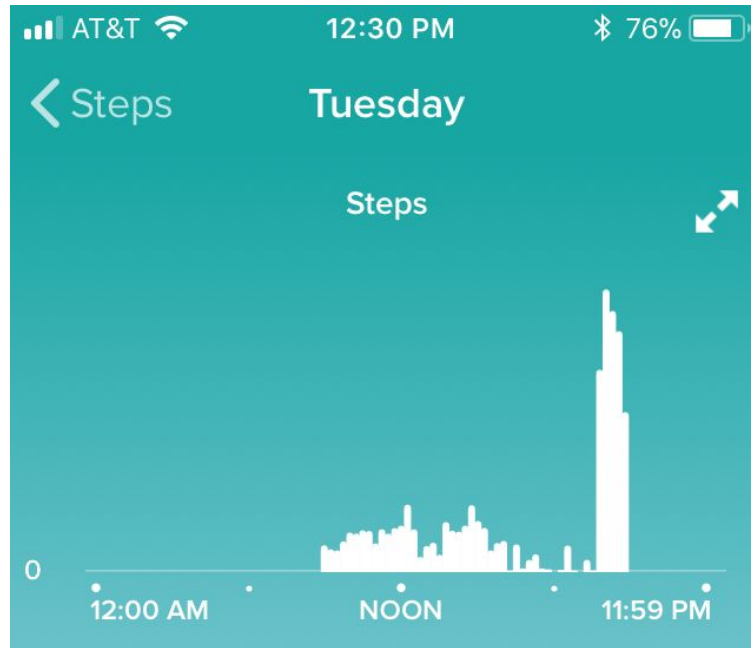 AT&T 12:30 PM 76%
Steps Tuesday
Steps
0
12:00 AM NOON 11:59 PM